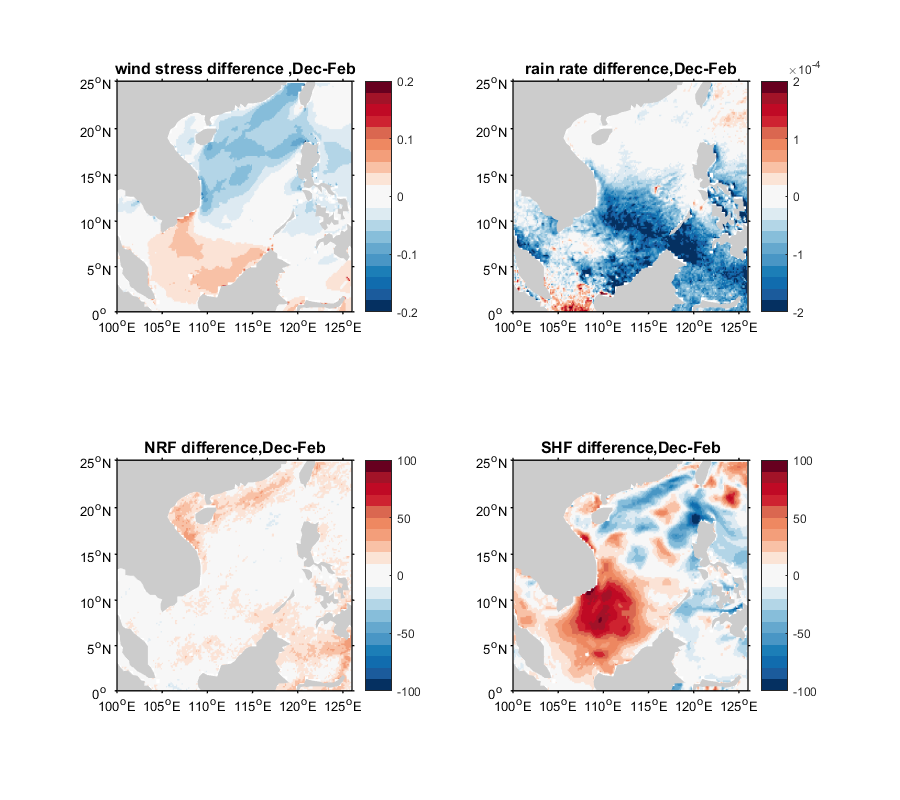 wind stress difference ,Dec-Feb
25°N
20°N
15°N
10°N
5°N
0°
100°E 105°E 110°E 115°E 120°E 125°E
0.2
0.1
0
-0.1
-0.2
rain rate difference,Dec-Feb
×10⁻⁴
25°N
20°N
15°N
10°N
5°N
0°
100°E 105°E 110°E 115°E 120°E 125°E
2
1
0
-1
-2
NRF difference,Dec-Feb
25°N
20°N
15°N
10°N
5°N
0°
100°E 105°E 110°E 115°E 120°E 125°E
100
50
0
-50
-100
SHF difference,Dec-Feb
25°N
20°N
15°N
10°N
5°N
0°
100°E 105°E 110°E 115°E 120°E 125°E
100
50
0
-50
-100